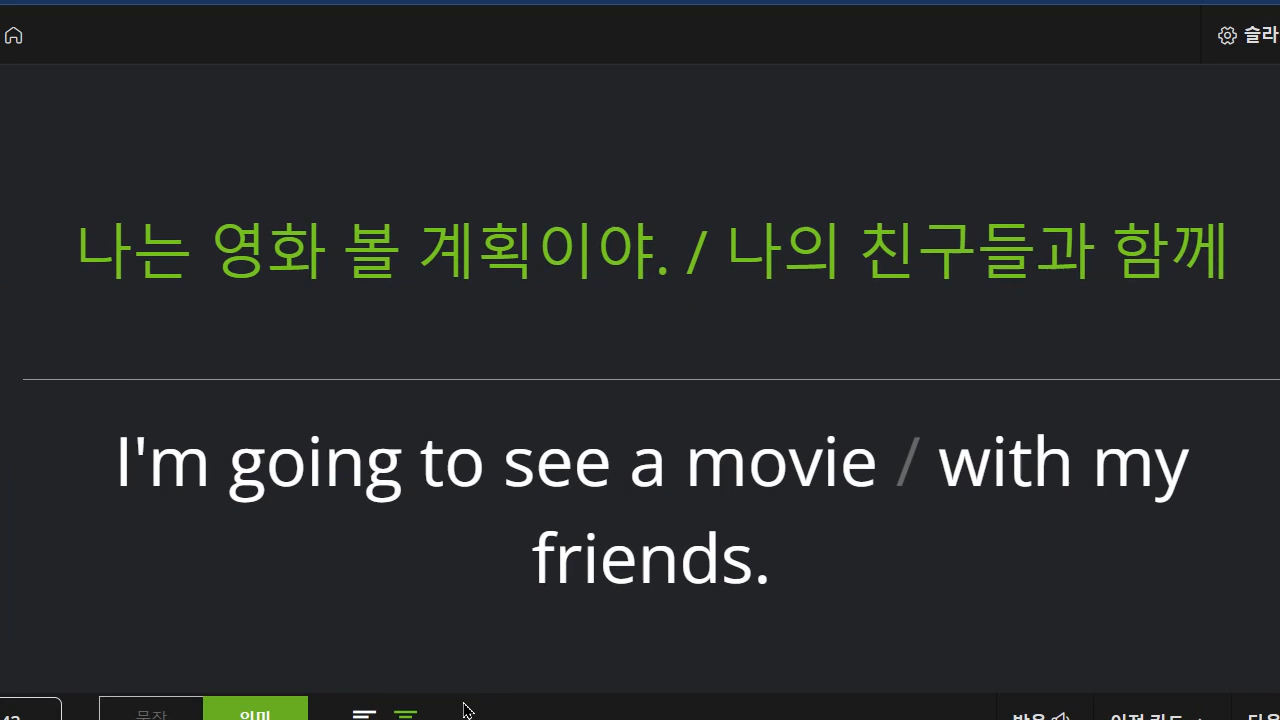 슬라
나는 영화 볼 계획이야. / 나의 친구들과 함께
I'm going to see a movie / with my
friends.
의미